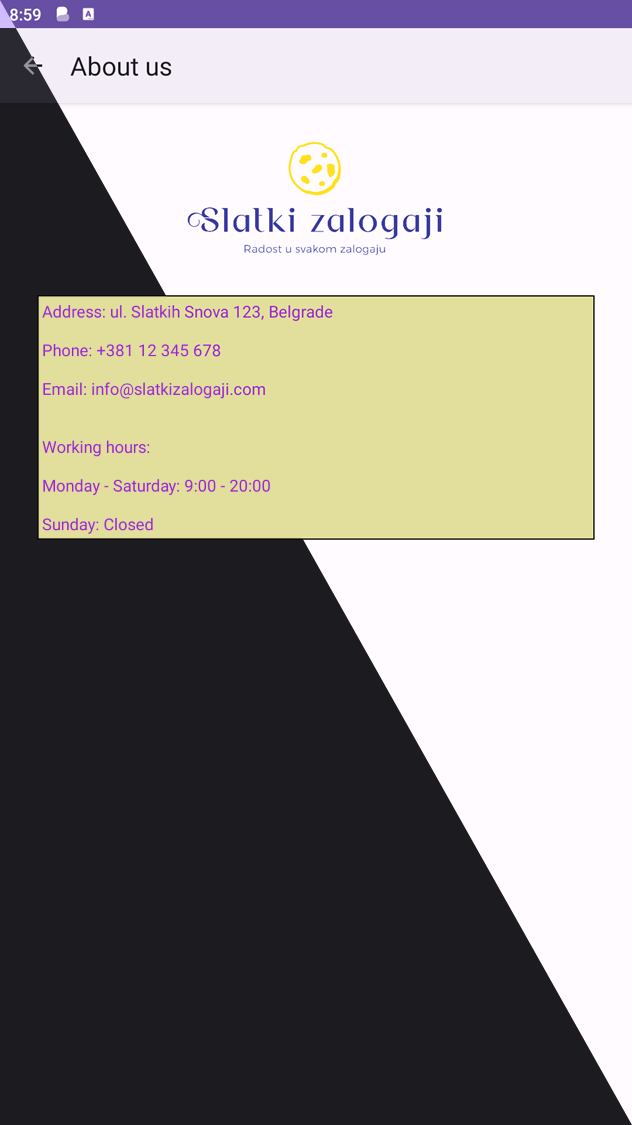 8:59
A
About us
Slatki zalogaji
Radost u svakom zalogaju
Address: ul. Slatkih Snova 123, Belgrade
Phone: +381 12 345 678
Email: info@slatkizalogaji.com
Working hours:
Monday - Saturday: 9:00 - 20:00
Sunday: Closed